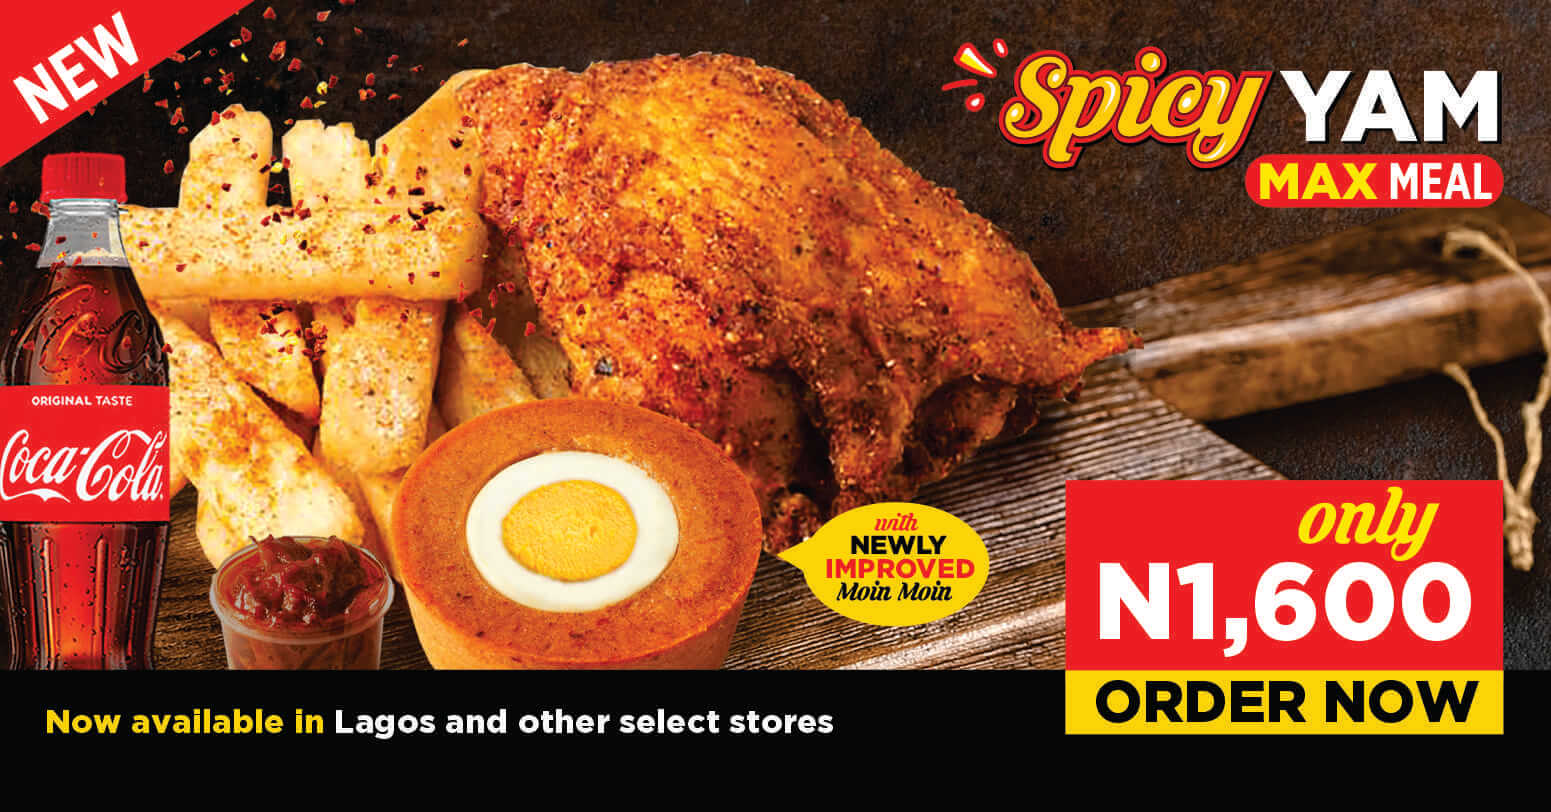 NEW
Spicy YAM
MAX MEAL
ORIGINAL TASTE
Coca-Cola
with
NEWLY
IMPROVED
Moin Moin
only
N1,600
ORDER NOW
Now available in Lagos and other select stores